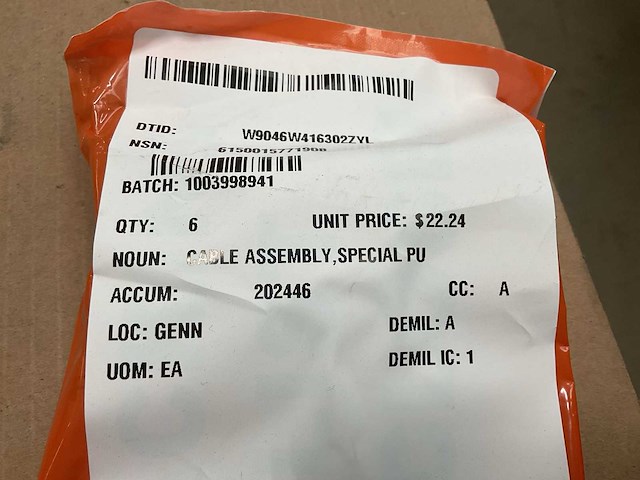 DTID: W9046W416302ZYL
NSN: 6150015771900
BATCH: 1003998941
QTY: 6 UNIT PRICE: $22.24
NOUN: CABLE ASSEMBLY,SPECIAL PU
ACCUM: 202446 CC: A
LOC: GENN DEMIL: A
UOM: EA DEMIL IC: 1